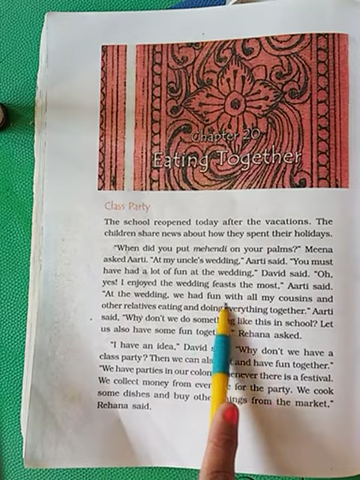 Chapter 20
Eating Together
Class Party
The school reopened today after the vacations. The
children share news about how they spent their holidays.
"When did you put mehendi on your palms?" Meena
asked Aarti. "At my uncle's wedding," Aarti said. "You must
have had a lot of fun at the wedding," David said. "Oh,
yes! I enjoyed the wedding feasts the most," Aarti said.
"At the wedding, we had fun with all my cousins and
other relatives eating and doing everything together." Aarti
said, "Why don't we do something like this in school? Let
us also have some fun together," Rehana asked.
"I have an idea," David "Why don't we have a
class party? Then we can and have fun together."
"We have parties in our whenever there is a festival.
We collect money from for the party. We cook
some dishes and buy other things from the market,"
Rehana said.